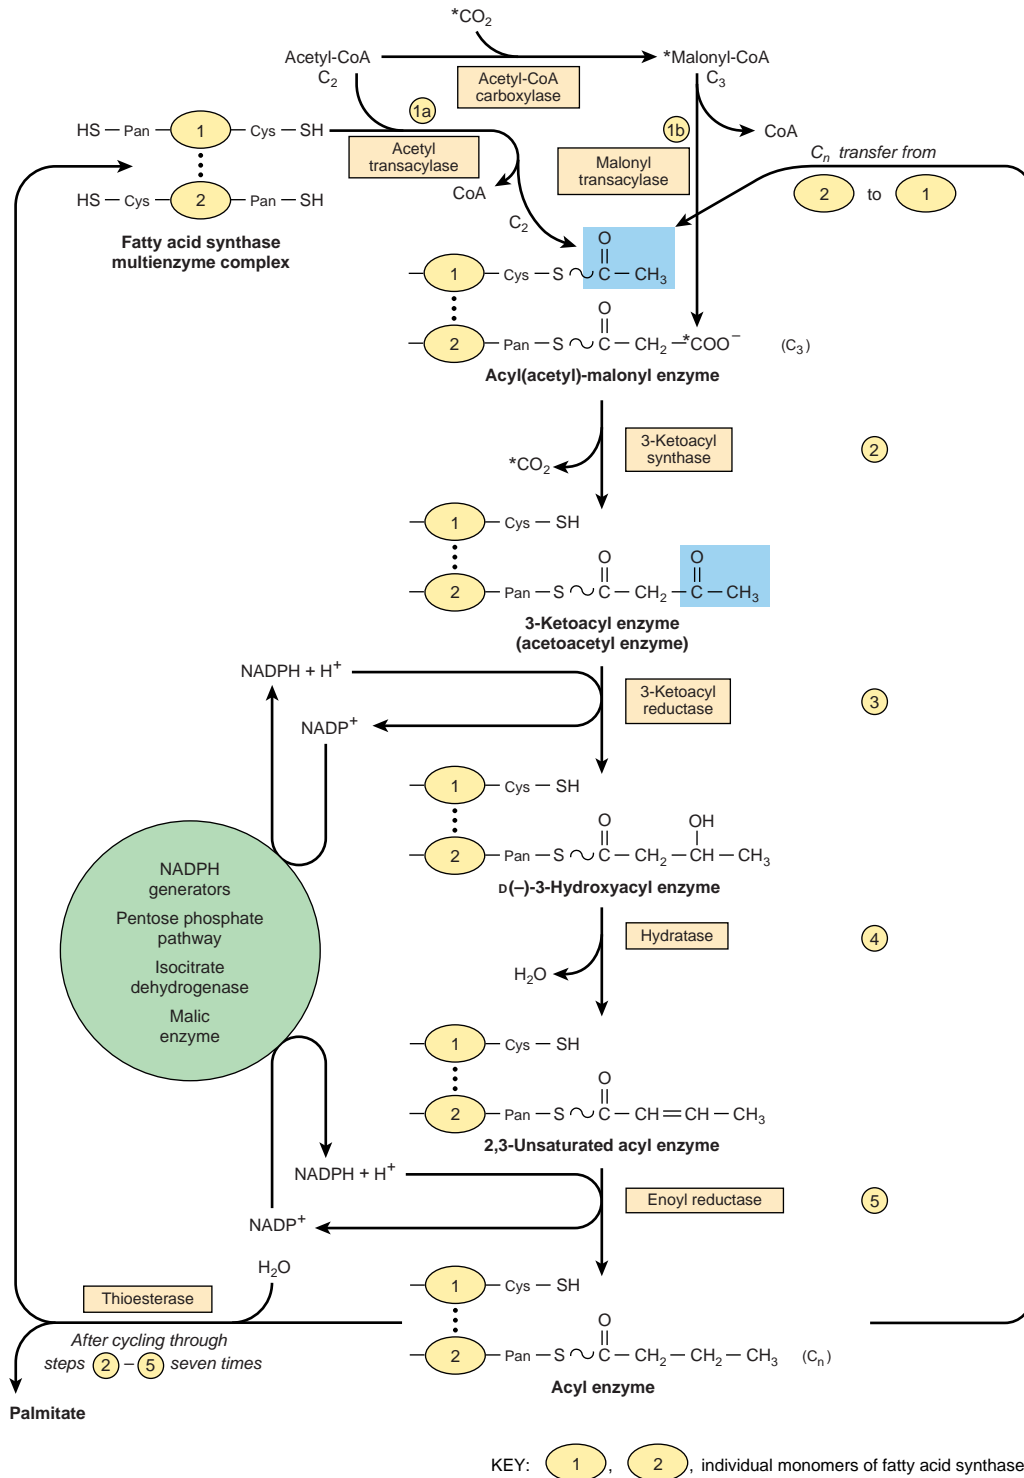 *CO2
Acetyl-CoA
C2
*Malonyl-CoA
C3
Acetyl-CoA
carboxylase
1a
1b
HS — Pan — 1 — Cys — SH
Acetyl
transacylase
Malonyl
transacylase
CoA
CoA
Cn transfer from
2 to 1
HS — Cys — 2 — Pan — SH
C2
Fatty acid synthase
multienzyme complex
O
1 — Cys — S ~ C — CH3
O
2 — Pan — S ~ C — CH2 — *COO− (C3)
Acyl(acetyl)-malonyl enzyme
3-Ketoacyl
synthase
2
*CO2
1 — Cys — SH
O O
2 — Pan — S ~ C — CH2 — C — CH3
3-Ketoacyl enzyme
(acetoacetyl enzyme)
NADPH + H+
3-Ketoacyl
reductase
3
NADP+
1 — Cys — SH
O OH
2 — Pan — S ~ C — CH2 — CH — CH3
D(–)-3-Hydroxyacyl enzyme
NADPH
generators
Pentose phosphate
pathway
Isocitrate
dehydrogenase
Malic
enzyme
Hydratase
4
H2O
1 — Cys — SH
O
2 — Pan — S ~ C — CH = CH — CH3
2,3-Unsaturated acyl enzyme
NADPH + H+
Enoyl reductase
5
NADP+
H2O
Thioesterase
1 — Cys — SH
After cycling through
steps 2 – 5 seven times
O
2 — Pan — S ~ C — CH2 — CH2 — CH3 (Cn)
Acyl enzyme
Palmitate
KEY: 1, 2, individual monomers of fatty acid synthase